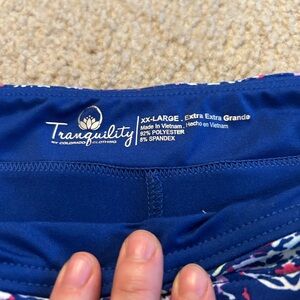 Tranquility
BY COLORADO CLOTHING
XX-LARGE . Extra Extra Grande
Made in Vietnam . Hecho en Vietnam
92% POLYESTER
8% SPANDEX